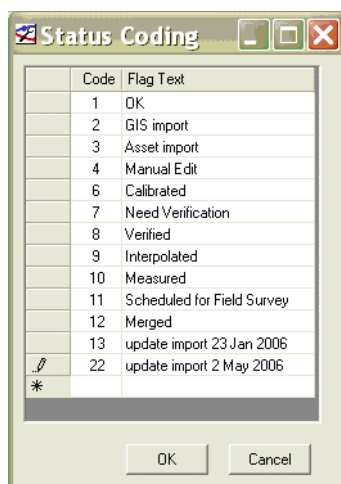 Status Coding
Code Flag Text
1 OK
2 GIS import
3 Asset import
4 Manual Edit
6 Calibrated
7 Need Verification
8 Verified
9 Interpolated
10 Measured
11 Scheduled for Field Survey
12 Merged
13 update import 23 Jan 2006
22 update import 2 May 2006
OK Cancel